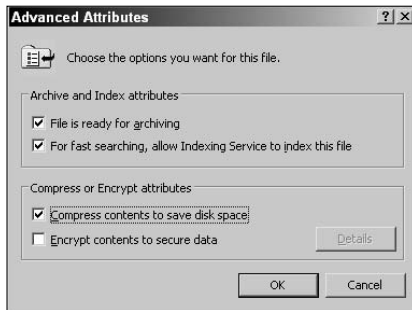 Advanced Attributes
Choose the options you want for this file.
Archive and Index attributes
File is ready for archiving
For fast searching, allow Indexing Service to index this file
Compress or Encrypt attributes
Compress contents to save disk space
Encrypt contents to secure data
Details
OK
Cancel